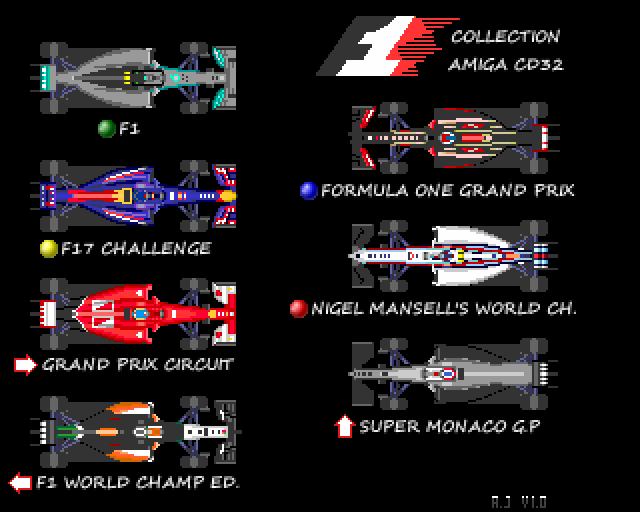 F1
COLLECTION
AMIGA CD32
F1
F17 CHALLENGE
GRAND PRIX CIRCUIT
F1 WORLD CHAMP ED.
FORMULA ONE GRAND PRIX
NIGEL MANSELL'S WORLD CH.
SUPER MONACO G.P
A.J V1.0